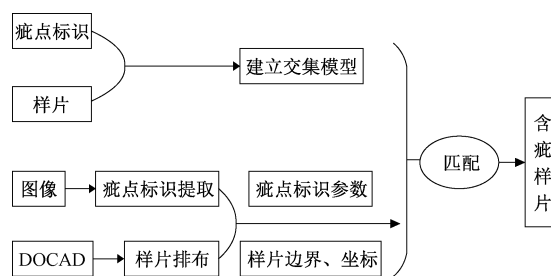 疵点标识
建立交集模型
样片
匹配
含疵样片
图像
疵点标识提取
疵点标识参数
DOCAD
样片排布
样片边界、坐标